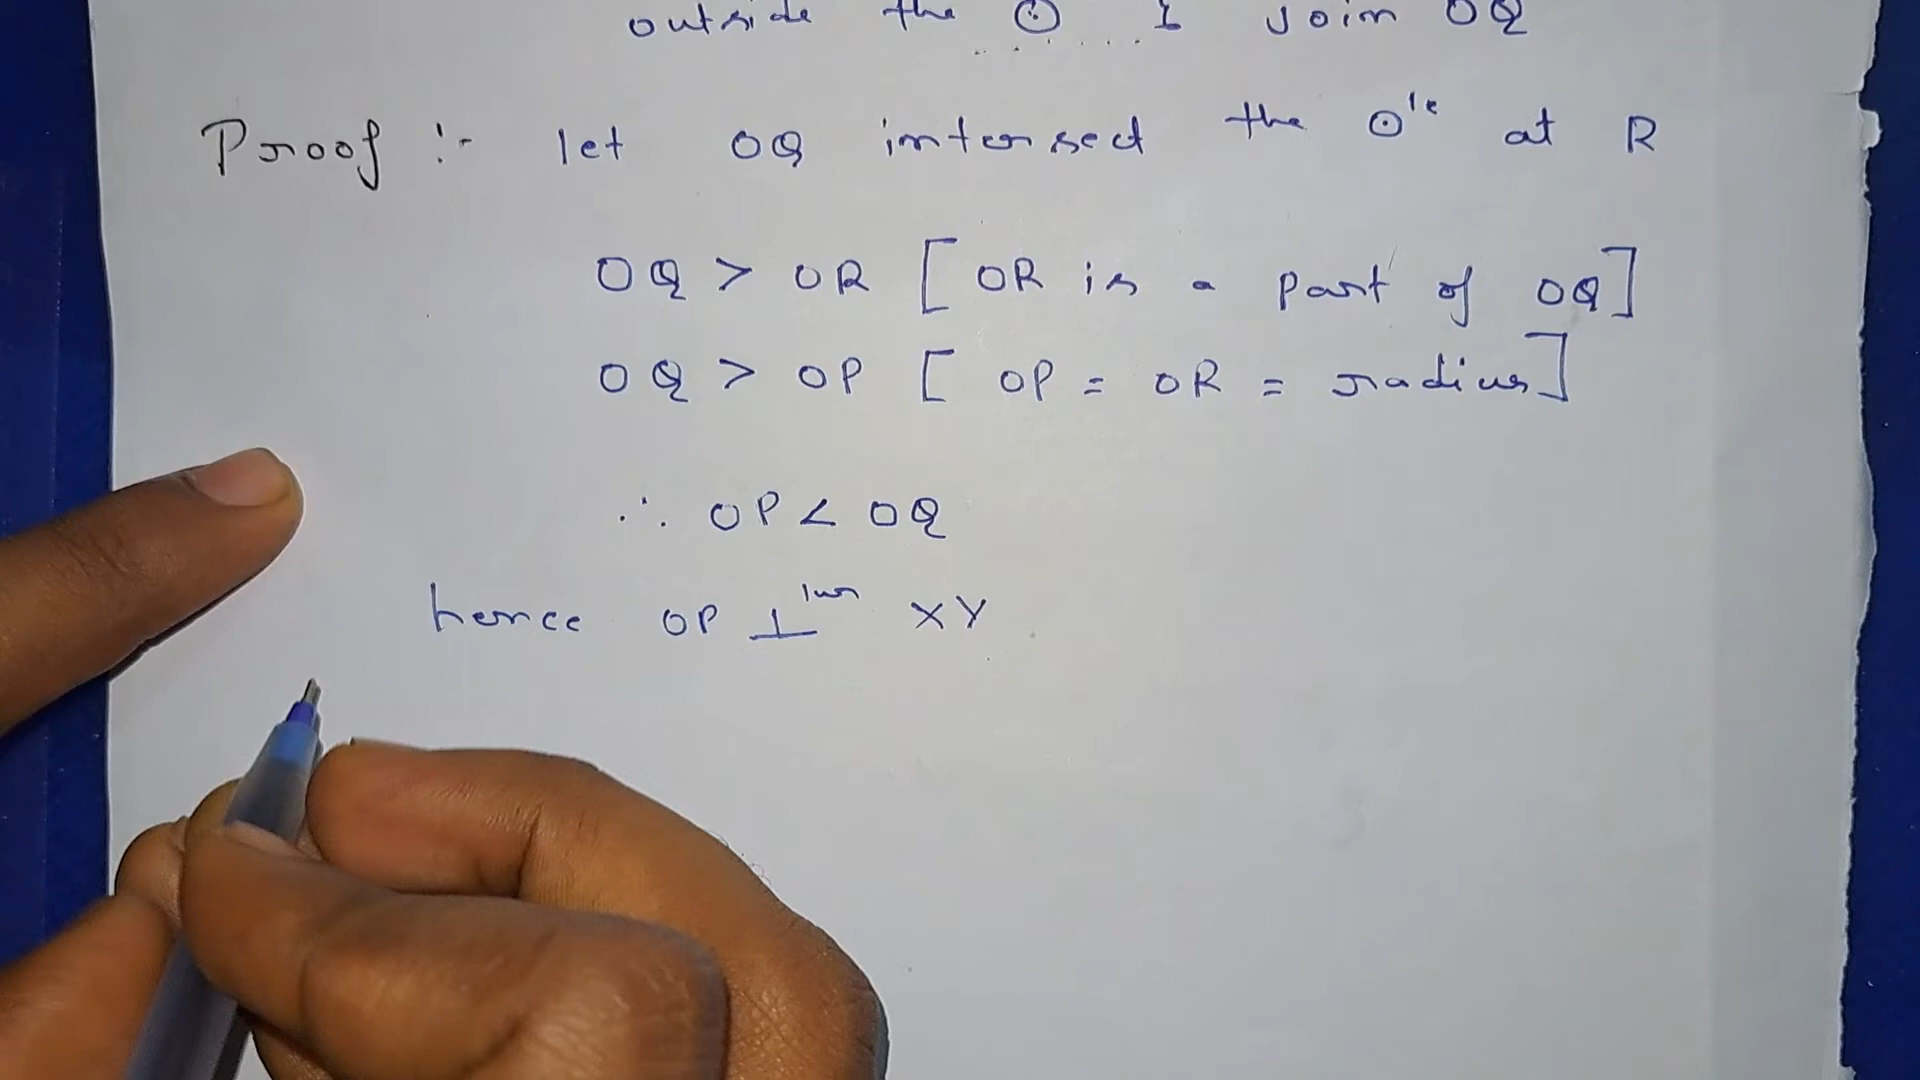 outside the ⊙ & Join OQ
Proof :- let OQ intersect the ⊙le at R
OQ > OR [ OR is a part of OQ ]
OQ > OP [ OP = OR = radius ]
∴ OP < OQ
hence OP ⊥lar XY